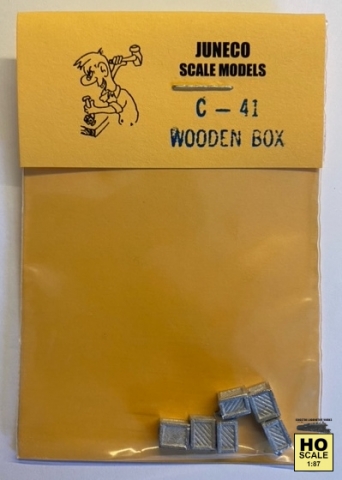 JUNECO
SCALE MODELS
C - 41
WOODEN BOX
HO
SCALE
1:87